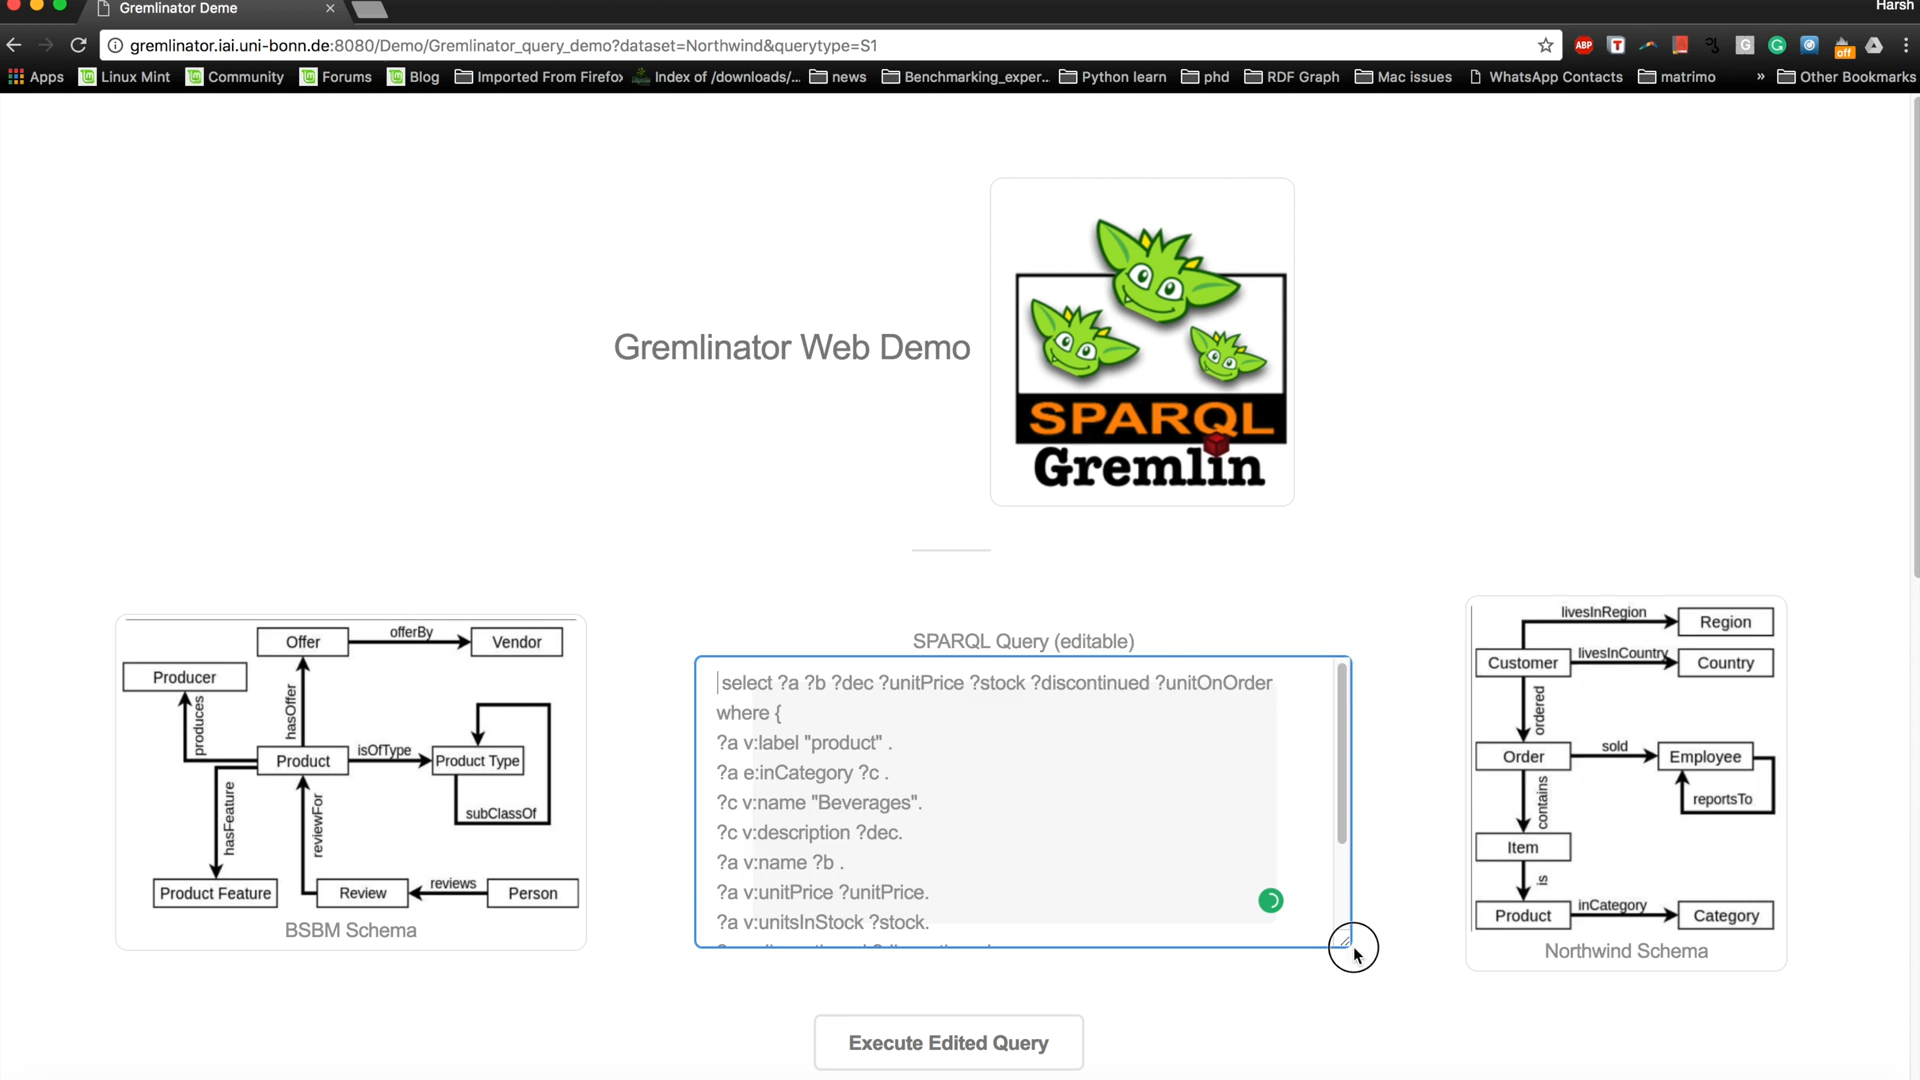 Gremlinator Deme
Harsh
gremlinator.iai.uni-bonn.de:8080/Demo/Gremlinator_query_demo?dataset=Northwind&querytype=S1
ABP
T
G
G
off
Apps
Linux Mint
Community
Forums
Blog
Imported From Firefo
Index of /downloads/...
news
Benchmarking_exper...
Python learn
phd
RDF Graph
Mac issues
WhatsApp Contacts
matrimo
»
Other Bookmarks
Gremlinator Web Demo
SPARQL
Gremlin
Offer
offerBy
Vendor
Producer
produces
hasOffer
Product
isOfType
Product Type
subClassOf
hasFeature
reviewFor
Product Feature
Review
reviews
Person
BSBM Schema
SPARQL Query (editable)
select ?a ?b ?dec ?unitPrice ?stock ?discontinued ?unitOnOrder
where {
?a v:label "product" .
?a e:inCategory ?c .
?c v:name "Beverages".
?c v:description ?dec.
?a v:name ?b .
?a v:unitPrice ?unitPrice.
?a v:unitsInStock ?stock.
livesInRegion
Region
Customer
livesInCountry
Country
ordered
Order
sold
Employee
reportsTo
contains
Item
is
Product
inCategory
Category
Northwind Schema
Execute Edited Query